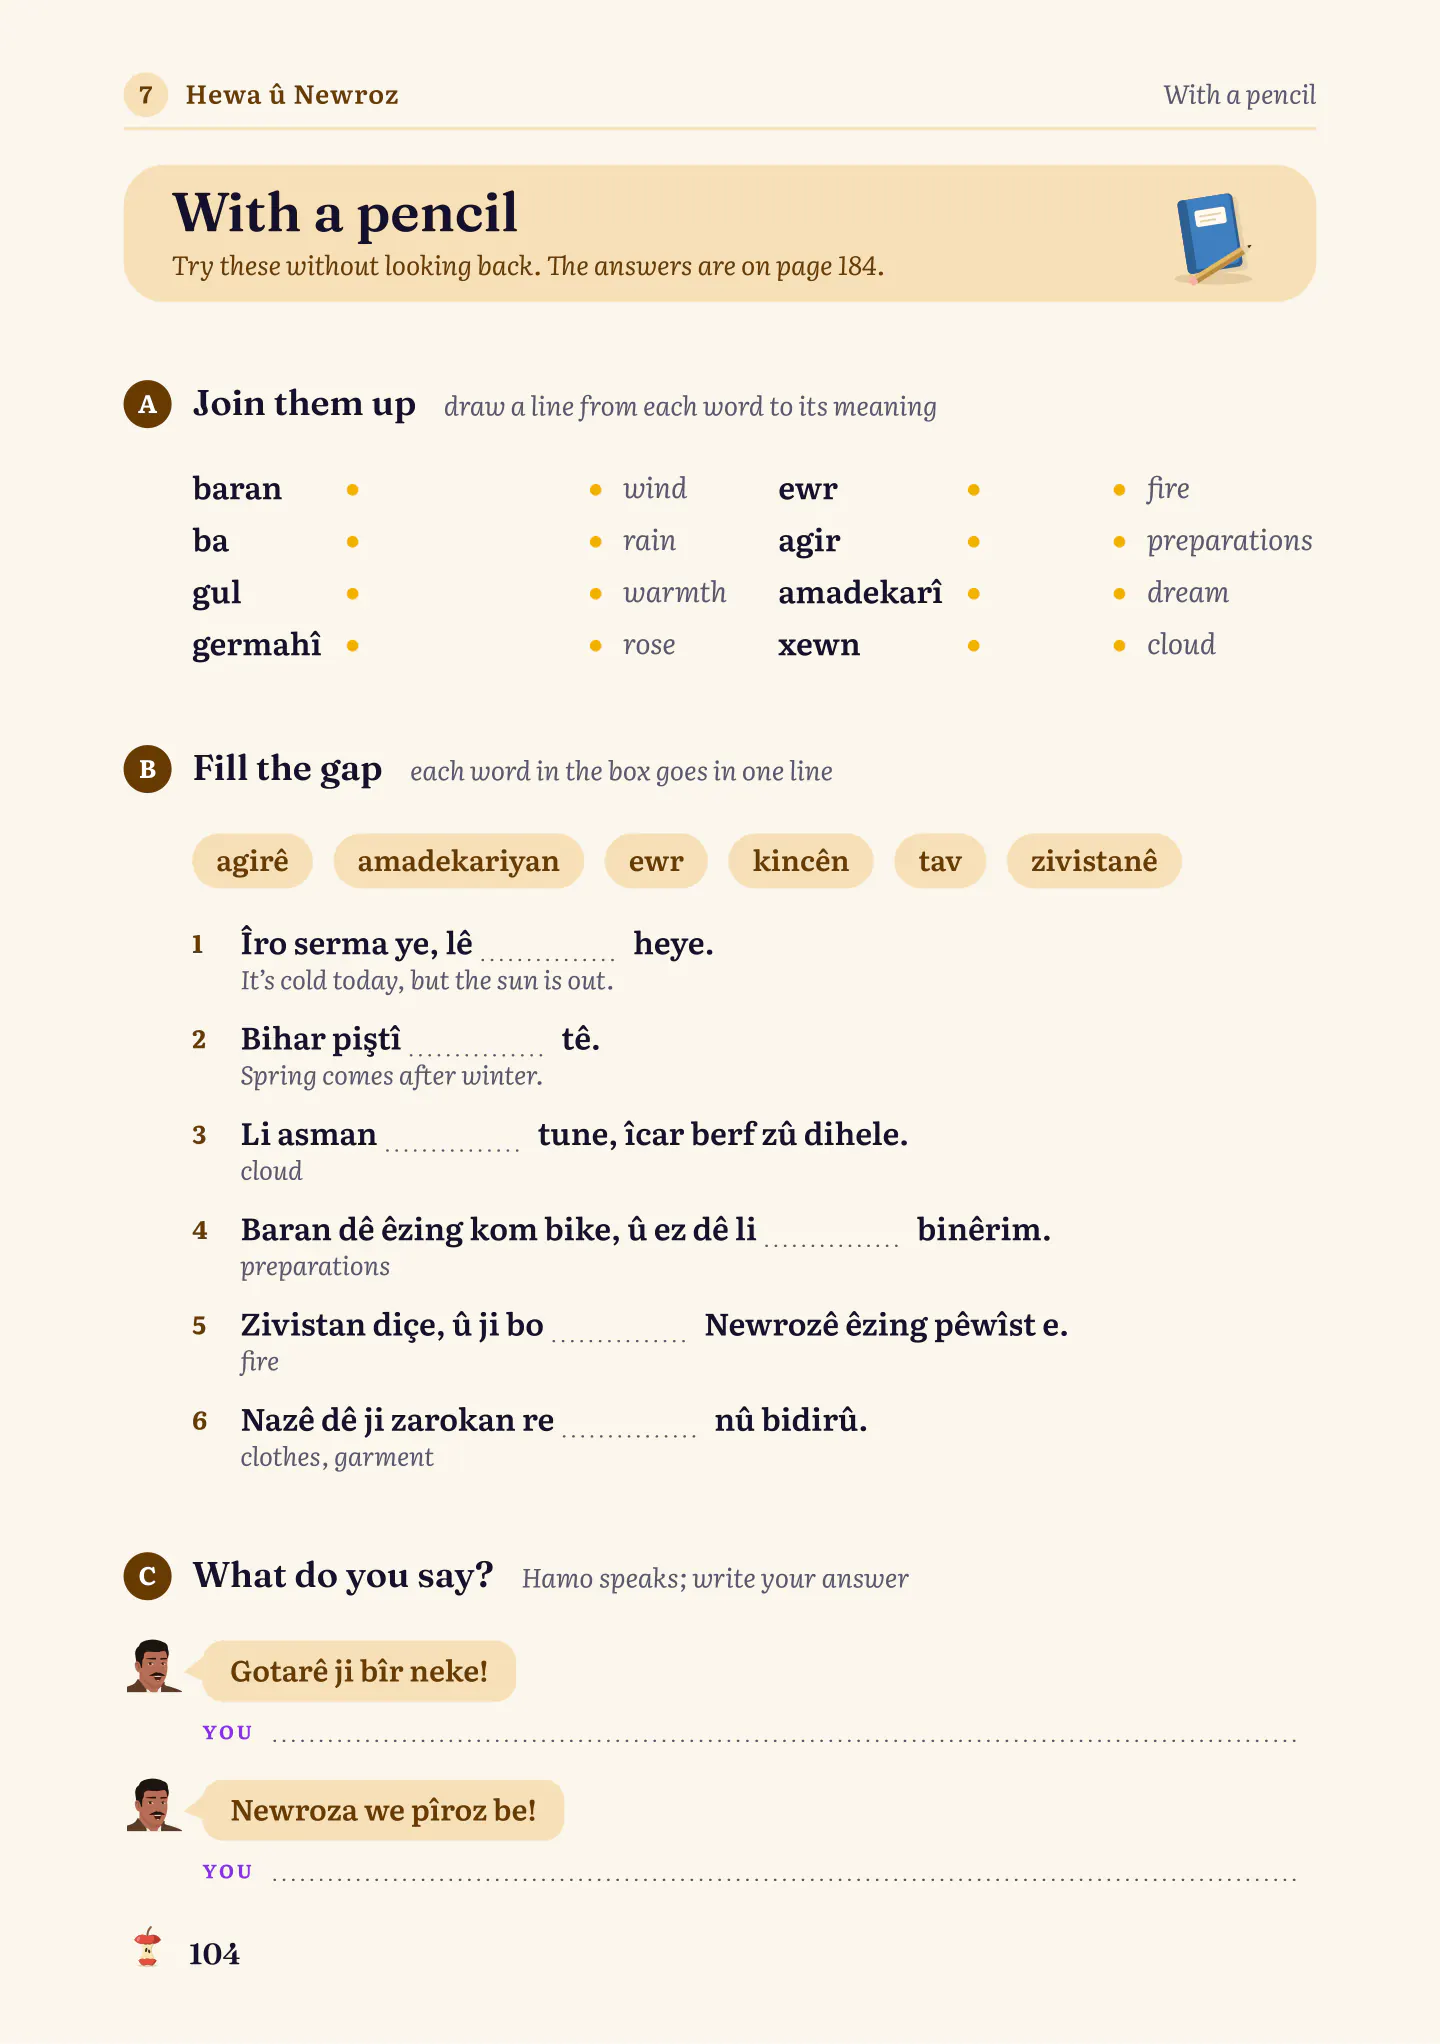 7 Hewa û Newroz With a pencil
With a pencil
Try these without looking back. The answers are on page 184.
A Join them up draw a line from each word to its meaning
baran • • wind ewr • • fire
ba • • rain agir • • preparations
gul • • warmth amadekarî • • dream
germahî • • rose xewn • • cloud
B Fill the gap each word in the box goes in one line
agirê amadekariyan ewr kincên tav zivistanê
1 Îro serma ye, lê ............... heye.
It’s cold today, but the sun is out.
2 Bihar piştî ............... tê.
Spring comes after winter.
3 Li asman ............... tune, îcar berf zû dihele.
cloud
4 Baran dê êzing kom bike, û ez dê li ............... binêrim.
preparations
5 Zivistan diçe, û ji bo ............... Newrozê êzing pêwîst e.
fire
6 Nazê dê ji zarokan re ............... nû bidirû.
clothes, garment
C What do you say? Hamo speaks; write your answer
Gotarê ji bîr neke!
YOU
Newroza we pîroz be!
YOU
104